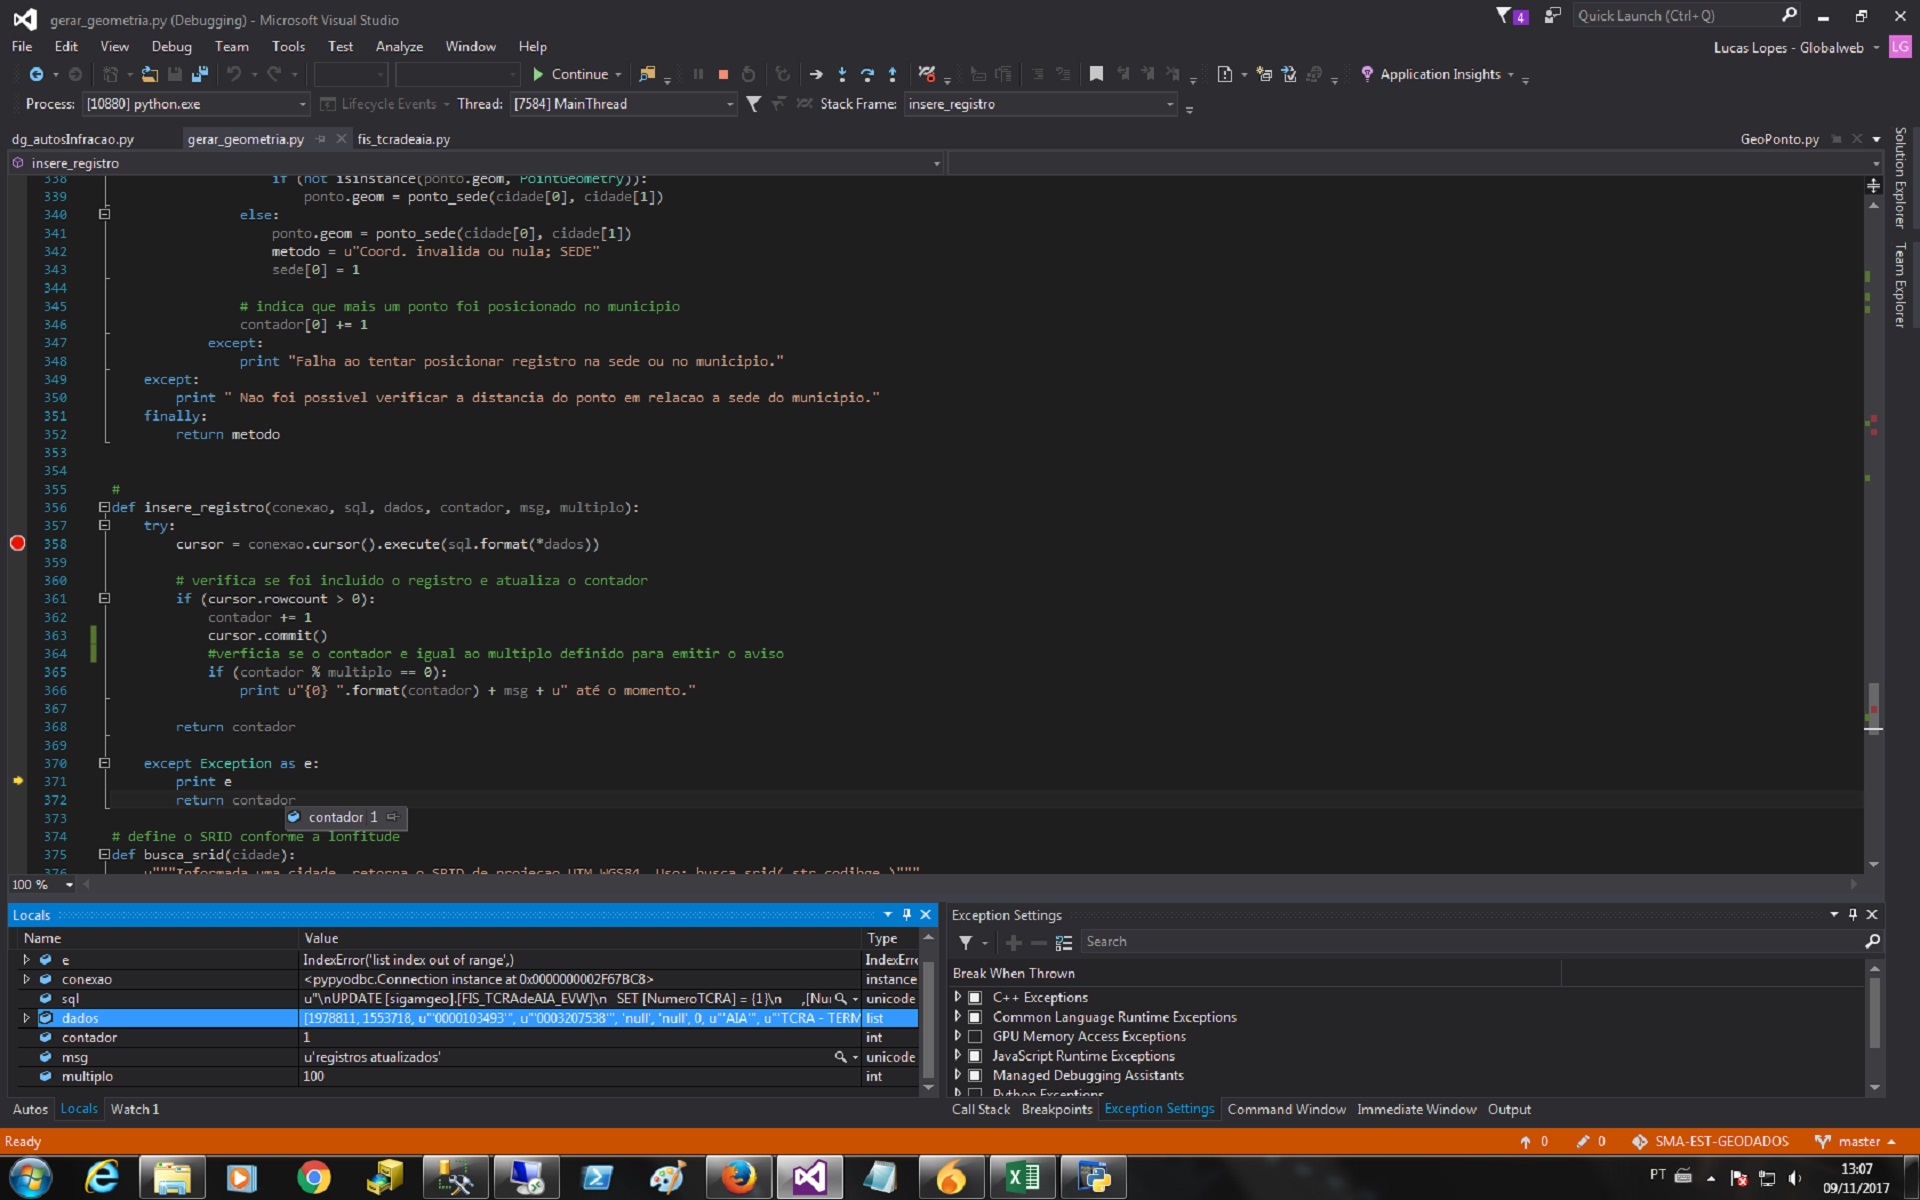 gerar_geometria.py (Debugging) - Microsoft Visual Studio
4
Quick Launch (Ctrl+Q)
File Edit View Debug Team Tools Test Analyze Window Help
Lucas Lopes - Globalweb
LG
Continue
Application Insights
Process: [10880] python.exe
Lifecycle Events
Thread: [7584] MainThread
Stack Frame: insere_registro
dg_autosInfracao.py
gerar_geometria.py
fis_tcradeaia.py
GeoPonto.py
Solution Explorer
Team Explorer
insere_registro
338 if (not isinstance(ponto.geom, PointGeometry)):
339 ponto.geom = ponto_sede(cidade[0], cidade[1])
340 else:
341 ponto.geom = ponto_sede(cidade[0], cidade[1])
342 metodo = u"Coord. invalida ou nula; SEDE"
343 sede[0] = 1
344
345 # indica que mais um ponto foi posicionado no municipio
346 contador[0] += 1
347 except:
348 print "Falha ao tentar posicionar registro na sede ou no municipio."
349 except:
350 print " Nao foi possivel verificar a distancia do ponto em relacao a sede do municipio."
351 finally:
352 return metodo
353
354
355 #
356 def insere_registro(conexao, sql, dados, contador, msg, multiplo):
357 try:
358 cursor = conexao.cursor().execute(sql.format(*dados))
359
360 # verifica se foi incluido o registro e atualiza o contador
361 if (cursor.rowcount > 0):
362 contador += 1
363 cursor.commit()
364 #verficia se o contador e igual ao multiplo definido para emitir o aviso
365 if (contador % multiplo == 0):
366 print u"{0} ".format(contador) + msg + u" até o momento."
367
368 return contador
369
370 except Exception as e:
371 print e
372 return contador
373
contador 1
374 # define o SRID conforme a lonfitude
375 def busca_srid(cidade):
376 u"""Informada uma cidade, retorna o SRID de projecao UTM WGS84. Use: busca_srid( str_codibge )"""
100 %
Locals
Name Value Type
e IndexError('list index out of range',) IndexErro
conexao <pypyodbc.Connection instance at 0x0000000002F67BC8> instance
sql u"\nUPDATE [sigamgeo].[FIS_TCRAdeAIA_EVW]\n SET [NumeroTCRA] = {1}\n ,[Nu unicode
dados [1978811, 1553718, u"'0000103493'", u"'0003207538'", 'null', 'null', 0, u"'AIA'", u"'TCRA - TERM list
contador 1 int
msg u'registros atualizados' unicode
multiplo 100 int
Autos Locals Watch 1
Exception Settings
Search
Break When Thrown
C++ Exceptions
Common Language Runtime Exceptions
GPU Memory Access Exceptions
JavaScript Runtime Exceptions
Managed Debugging Assistants
Python Exceptions
Call Stack Breakpoints Exception Settings Command Window Immediate Window Output
Ready
0
0
SMA-EST-GEODADOS
master
PT
13:07
09/11/2017